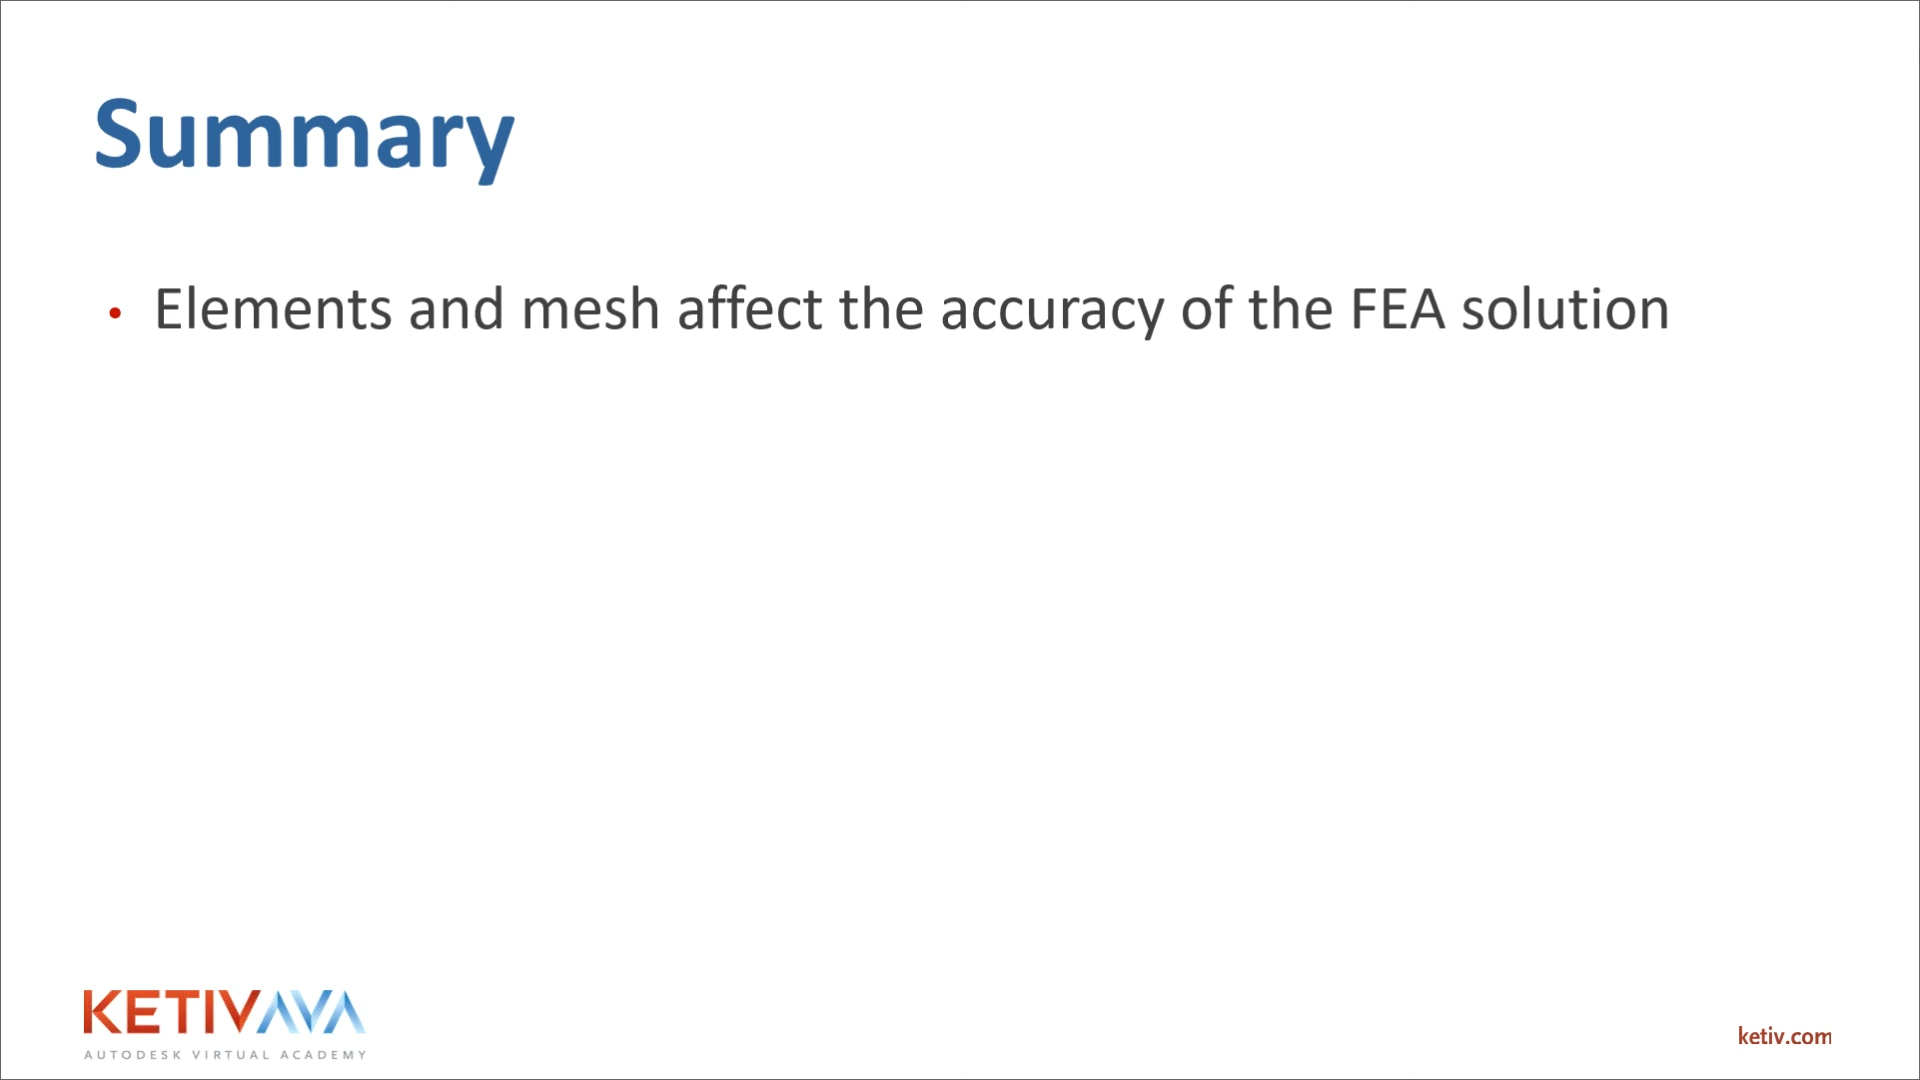 Summary
• Elements and mesh affect the accuracy of the FEA solution
KETIVAVA
AUTODESK VIRTUAL ACADEMY
ketiv.com